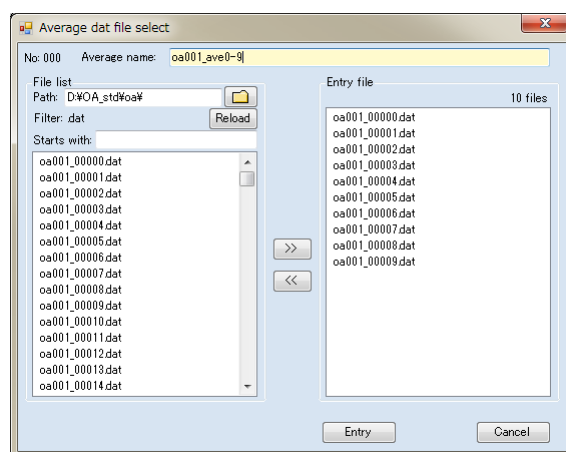 Average dat file select
No: 000 Average name: oa001_ave0-9
File list
Path: D:¥OA_std¥oa¥
Filter: .dat Reload
Starts with:
oa001_00000.dat
oa001_00001.dat
oa001_00002.dat
oa001_00003.dat
oa001_00004.dat
oa001_00005.dat
oa001_00006.dat
oa001_00007.dat
oa001_00008.dat
oa001_00009.dat
oa001_00010.dat
oa001_00011.dat
oa001_00012.dat
oa001_00013.dat
oa001_00014.dat
>>
<<
Entry file
10 files
oa001_00000.dat
oa001_00001.dat
oa001_00002.dat
oa001_00003.dat
oa001_00004.dat
oa001_00005.dat
oa001_00006.dat
oa001_00007.dat
oa001_00008.dat
oa001_00009.dat
Entry Cancel